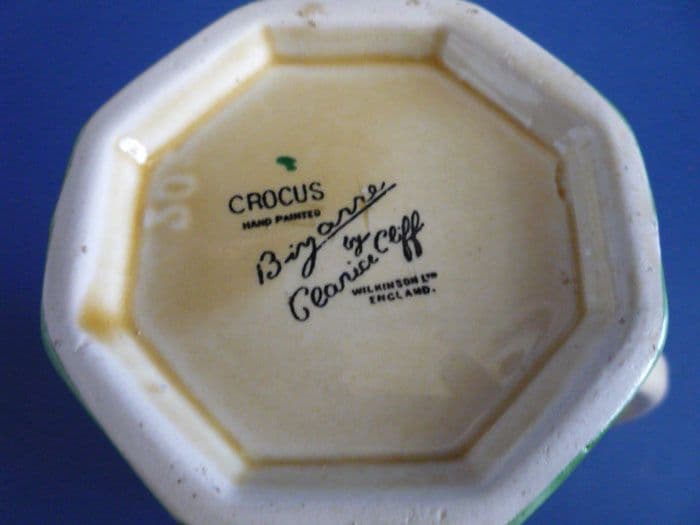 CROCUS
HAND PAINTED
Bizarre
by
Clarice Cliff
WILKINSON LTD
ENGLAND.